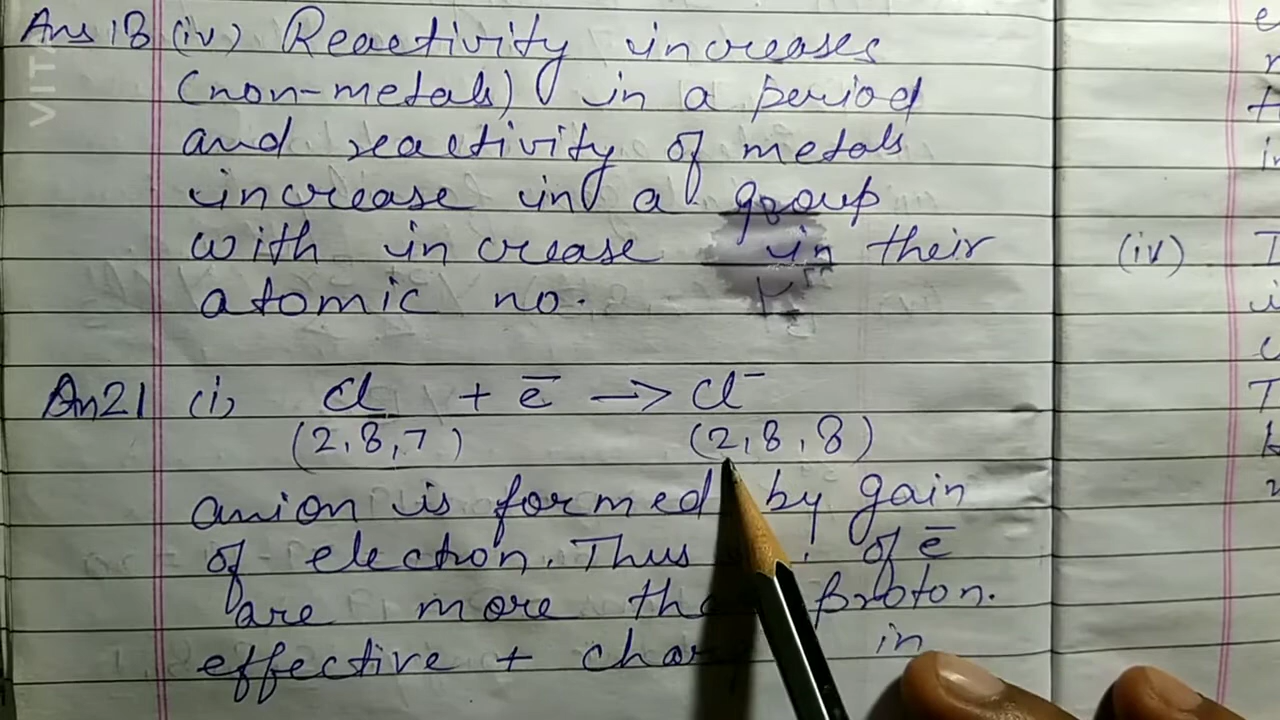 Ans 18 (iv) Reactivity increases
(non-metals) in a period
and reactivity of metals
increase in a group
with increase in their
atomic no.
An21 (i) Cl + e̅ → Cl⁻
(2,8,7) (2,8,8)
anion is formed by gain
of electron. Thus of e̅
are more than proton.
effective + char in
(iv)
VITA